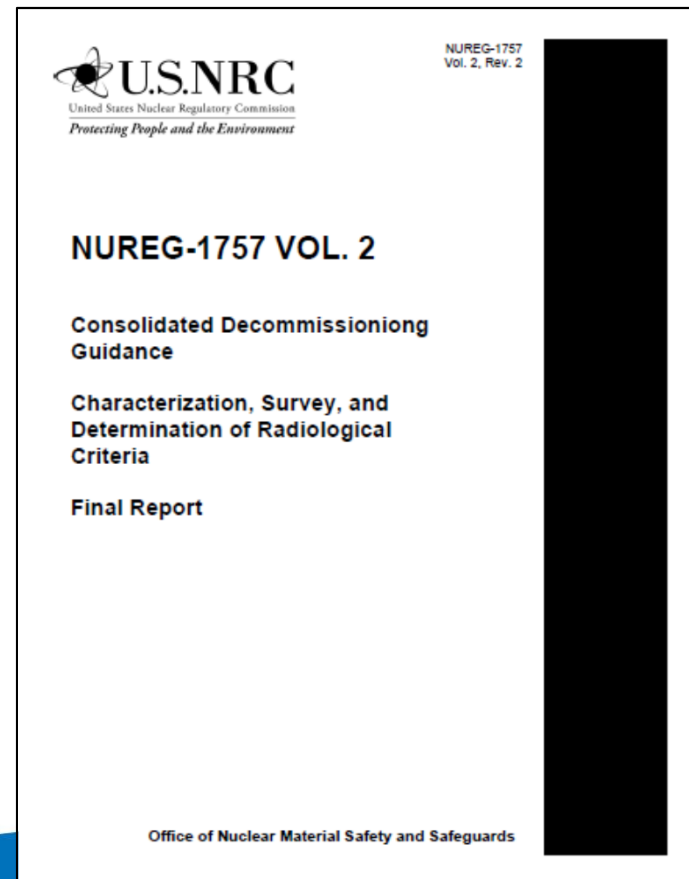 NUREG-1757
Vol. 2, Rev. 2
U.S.NRC
United States Nuclear Regulatory Commission
Protecting People and the Environment
NUREG-1757 VOL. 2
Consolidated Decommissioniong
Guidance
Characterization, Survey, and
Determination of Radiological
Criteria
Final Report
Office of Nuclear Material Safety and Safeguards